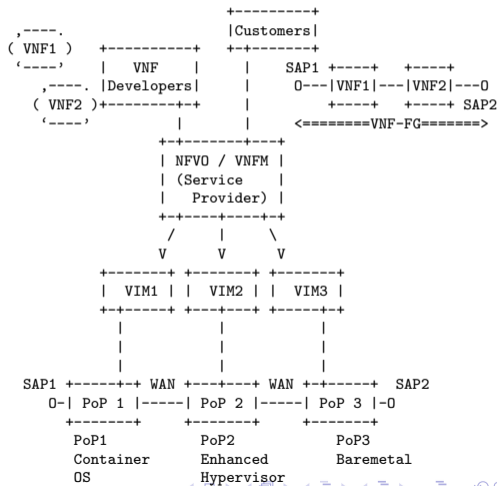 +---------+
 ,----.                       |Customers|
( VNF1 )   +----------+       +-+-------+
 `----'    |   VNF    |         |    SAP1 +-----+   +-----+
    ,----. |Developers|         |     O---|VNF1|---|VNF2|---O
   ( VNF2 )+--------+-+         |         +-----+   +-----+ SAP2
    `----'          |           |     <========VNF-FG=======>
                  +-+--------+---+
                  | NFVO / VNFM |
                  | (Service    |
                  |   Provider) |
                  +-+----+----+-+
                   /     |     \
                  V      V      V
           +-------+ +-------+ +-------+
           | VIM1 | | VIM2 | | VIM3 |
           +-+-----+ +---+---+ +-----+-+
             |           |           |
             |           |           |
             |           |           |
 SAP1 +-----+-+ WAN +---+---+ WAN +-+-----+ SAP2
   O-| PoP 1 |-----| PoP 2 |-----| PoP 3 |-O
     +-------+     +-------+     +-------+
      PoP1          PoP2          PoP3
      Container     Enhanced      Baremetal
      OS            Hypervisor